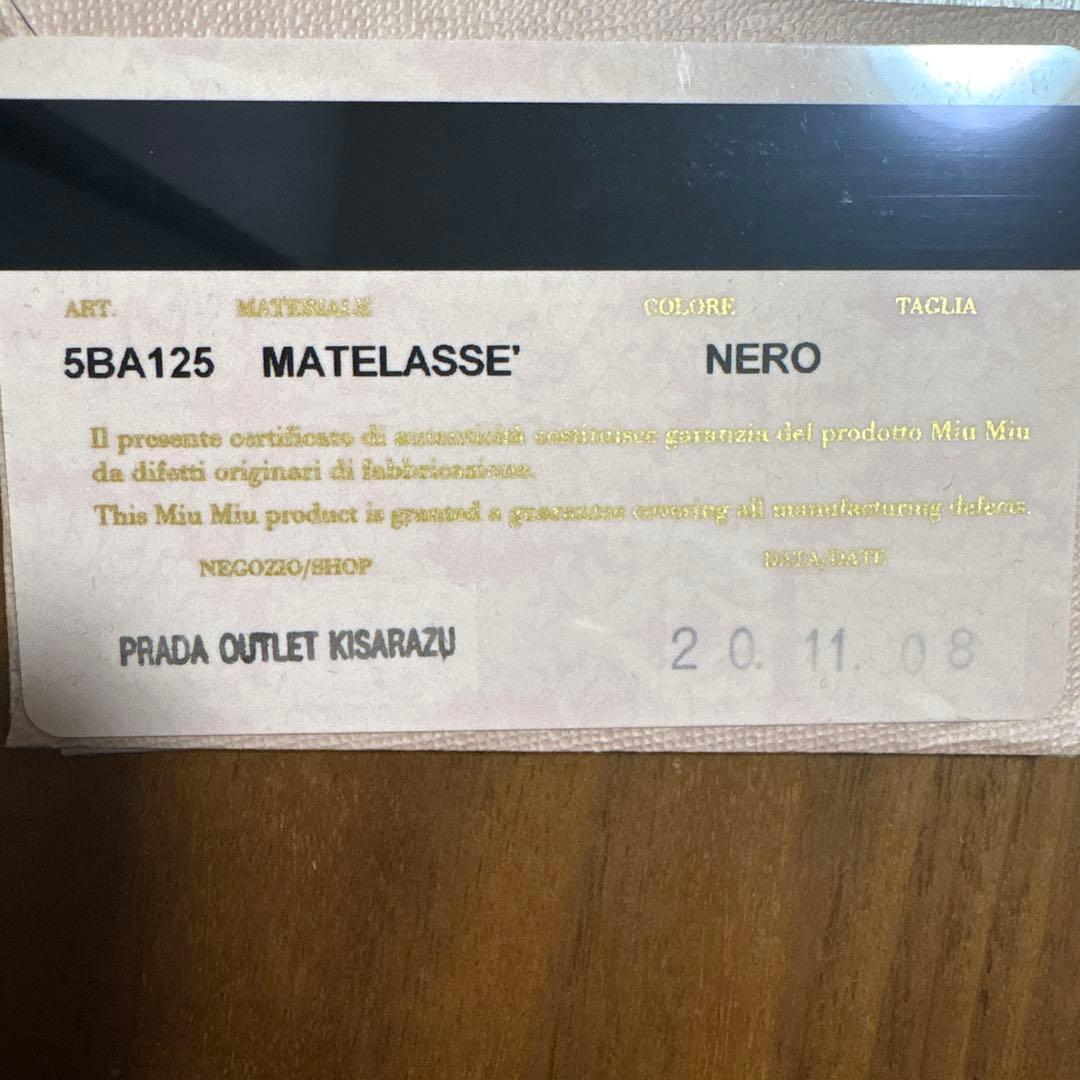 ART. MATERIALE COLORE TAGLIA
5BA125 MATELASSE' NERO
Il presente certificato di autenticità costituisce garanzia del prodotto Miu Miu
da difetti originari di fabbricazione.
This Miu Miu product is granted a guarantee covering all manufacturing defects.
NEGOZIO/SHOP DATA/DATE
PRADA OUTLET KISARAZU 20. 11. 08